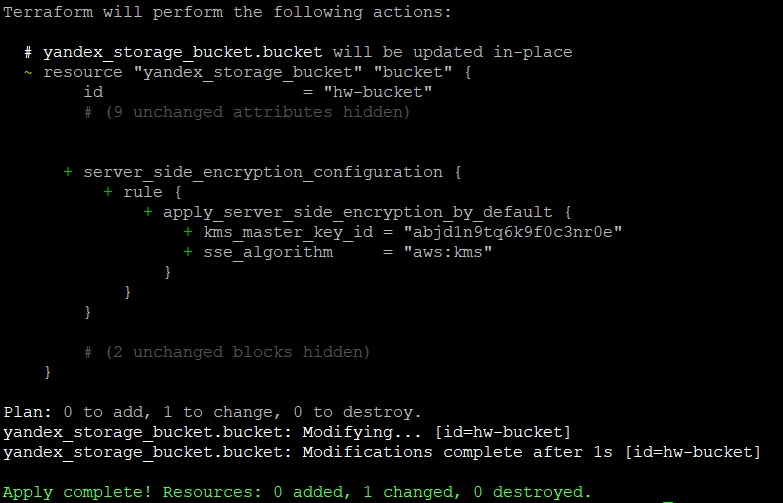 Terraform will perform the following actions:
# yandex_storage_bucket.bucket will be updated in-place
~ resource "yandex_storage_bucket" "bucket" {
id = "hw-bucket"
# (9 unchanged attributes hidden)
+ server_side_encryption_configuration {
+ rule {
+ apply_server_side_encryption_by_default {
+ kms_master_key_id = "abjd1n9tq6k9f0c3nr0e"
+ sse_algorithm = "aws:kms"
}
}
}
# (2 unchanged blocks hidden)
}
Plan: 0 to add, 1 to change, 0 to destroy.
yandex_storage_bucket.bucket: Modifying... [id=hw-bucket]
yandex_storage_bucket.bucket: Modifications complete after 1s [id=hw-bucket]
Apply complete! Resources: 0 added, 1 changed, 0 destroyed.